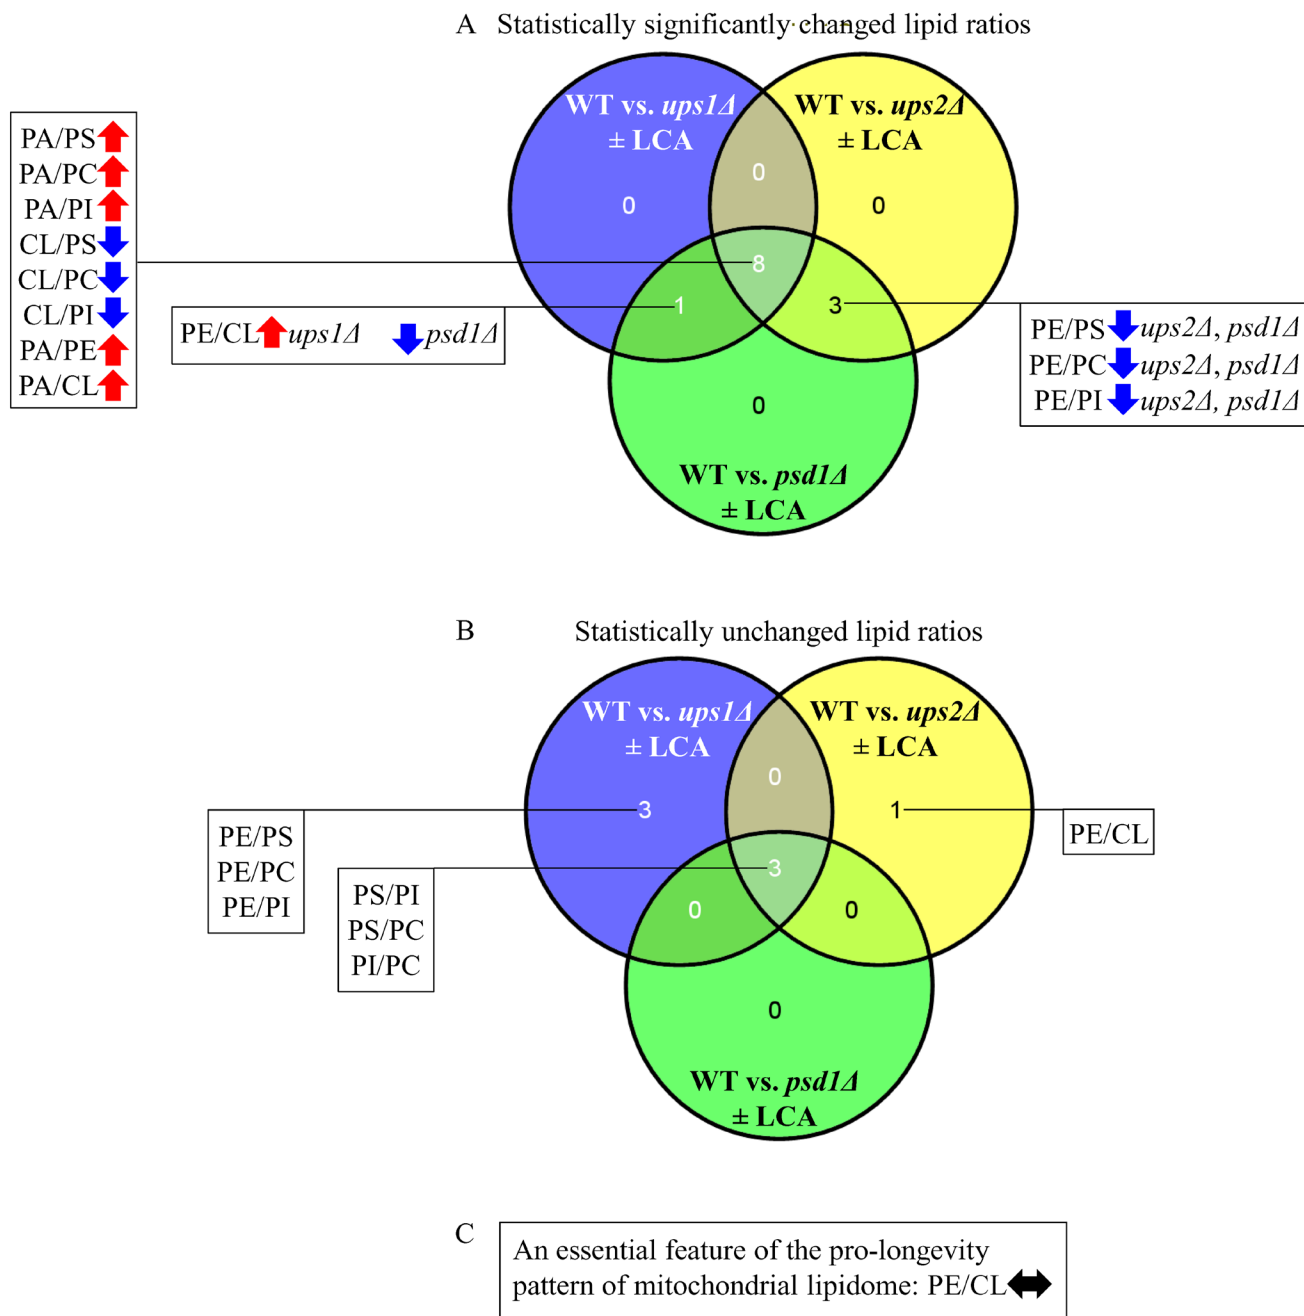 A Statistically significantly changed lipid ratios
WT vs. ups1Δ
± LCA
WT vs. ups2Δ
± LCA
PA/PS
PA/PC
PA/PI
CL/PS
CL/PC
CL/PI
PA/PE
PA/CL
0
0
0
8
1
3
PE/CL ups1Δ psd1Δ
PE/PS ups2Δ, psd1Δ
PE/PC ups2Δ, psd1Δ
PE/PI ups2Δ, psd1Δ
0
WT vs. psd1Δ
± LCA
B Statistically unchanged lipid ratios
WT vs. ups1Δ
± LCA
WT vs. ups2Δ
± LCA
0
3
1
PE/PS
PE/PC
PE/PI
PE/CL
3
PS/PI
PS/PC
PI/PC
0
0
0
WT vs. psd1Δ
± LCA
C
An essential feature of the pro-longevity
pattern of mitochondrial lipidome: PE/CL